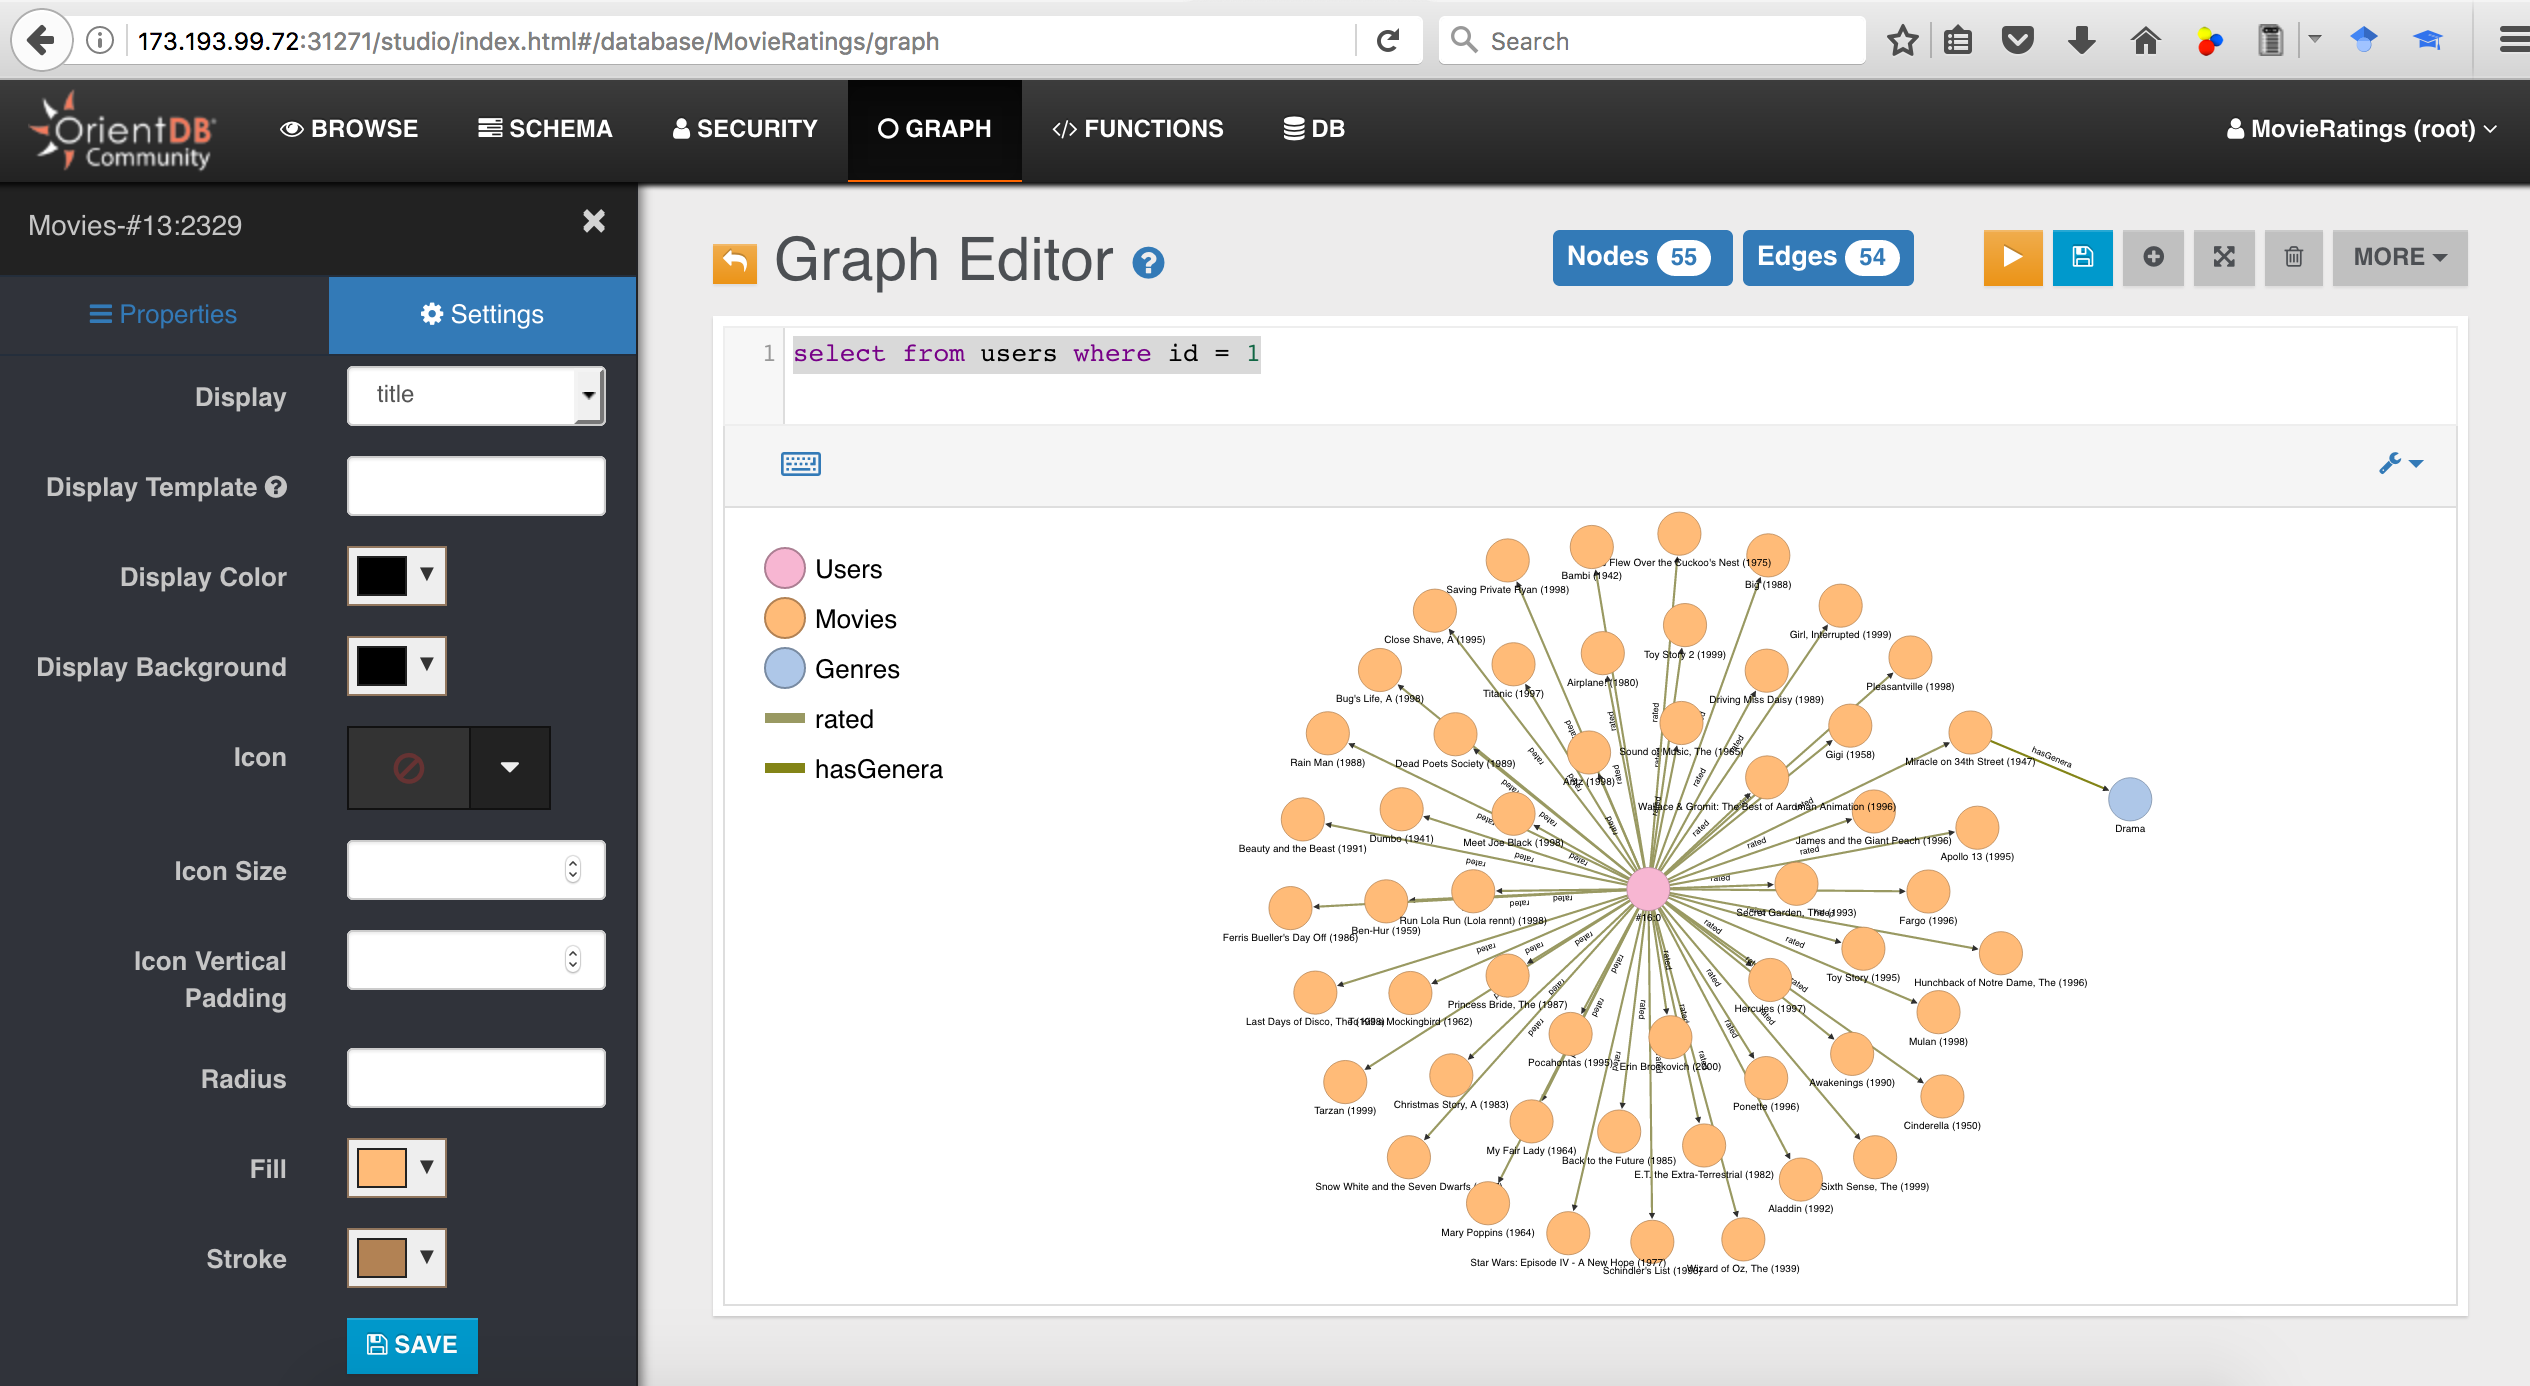 173.193.99.72:31271/studio/index.html#/database/MovieRatings/graph
Search
OrientDB
Community
BROWSE
SCHEMA
SECURITY
GRAPH
FUNCTIONS
DB
MovieRatings (root)
Movies-#13:2329
Properties
Settings
Display
title
Display Template
Display Color
Display Background
Icon
Icon Size
Icon Vertical
Padding
Radius
Fill
Stroke
SAVE
Graph Editor
Nodes 55
Edges 54
MORE
1 select from users where id = 1
Users
Movies
Genres
rated
hasGenera
Flew Over the Cuckoo's Nest (1975)
Bambi (1942)
Big (1988)
Saving Private Ryan (1998)
Girl, Interrupted (1999)
Close Shave, A (1995)
Toy Story 2 (1999)
Airplane! (1980)
Pleasantville (1998)
Titanic (1997)
Bug's Life, A (1998)
Driving Miss Daisy (1989)
Sound of Music, The (1965)
Gigi (1958)
Rain Man (1988)
Dead Poets Society (1989)
Miracle on 34th Street (1947)
hasGenera
Antz (1998)
Wallace & Gromit: The Best of Aardman Animation (1996)
Drama
Dumbo (1941)
Meet Joe Black (1998)
James and the Giant Peach (1996)
Beauty and the Beast (1991)
Apollo 13 (1995)
rated
#16:0
Secret Garden, The (1993)
Fargo (1996)
Run Lola Run (Lola rennt) (1998)
Ben-Hur (1959)
Ferris Bueller's Day Off (1986)
Toy Story (1995)
Hunchback of Notre Dame, The (1996)
Princess Bride, The (1987)
Hercules (1997)
Last Days of Disco, The (1998)
Mockingbird (1962)
Mulan (1998)
Pocahontas (1995)
Erin Brockovich (2000)
Awakenings (1990)
Christmas Story, A (1983)
Ponette (1996)
Tarzan (1999)
Cinderella (1950)
My Fair Lady (1964)
Back to the Future (1985)
E.T. the Extra-Terrestrial (1982)
Snow White and the Seven Dwarfs
Sixth Sense, The (1999)
Aladdin (1992)
Mary Poppins (1964)
Star Wars: Episode IV - A New Hope (1977)
Schindler's List (1993)
Wizard of Oz, The (1939)